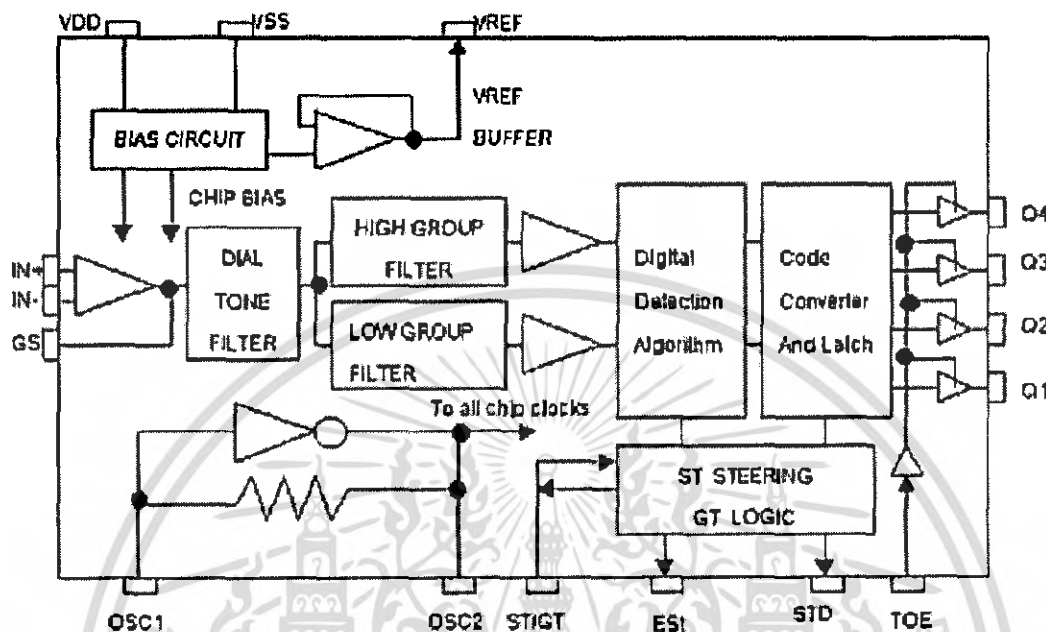 VDD
VSS
VREF
VREF
BUFFER
BIAS CIRCUIT
CHIP BIAS
IN+
IN-
GS
DIAL
TONE
FILTER
HIGH GROUP
FILTER
LOW GROUP
FILTER
Digital
Detection
Algorithm
Code
Converter
And Latch
Q4
Q3
Q2
Q1
To all chip clocks
ST STEERING
GT LOGIC
OSC1
OSC2
STIGT
ESt
STD
TOE